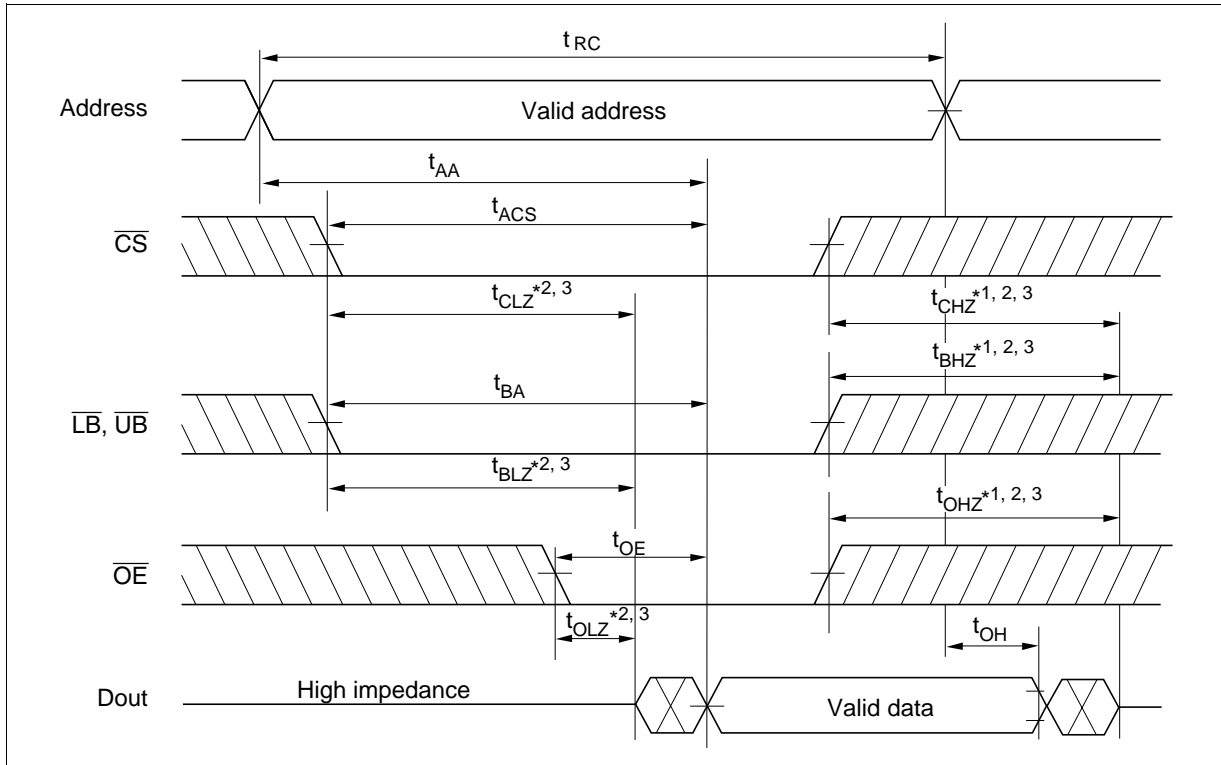 tRC
Address
Valid address
tAA
tACS
CS
tCLZ*2, 3
tCHZ*1, 2, 3
tBHZ*1, 2, 3
tBA
LB, UB
tBLZ*2, 3
tOHZ*1, 2, 3
tOE
OE
tOLZ*2, 3
tOH
High impedance
Dout
Valid data